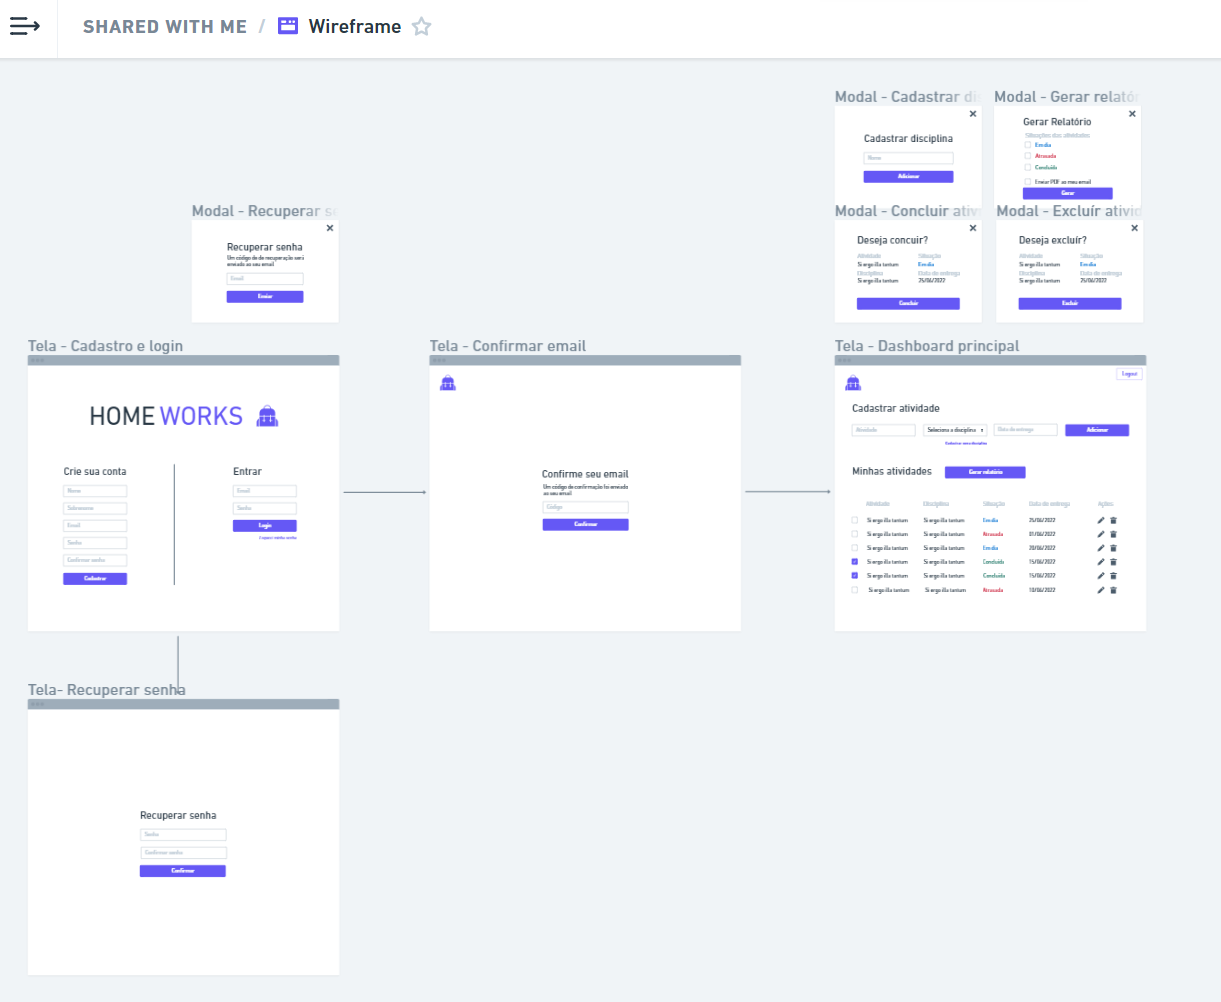 SHARED WITH ME / Wireframe
Modal - Cadastrar di
Cadastrar disciplina
Nome
Adicionar
Modal - Gerar relató
Gerar Relatório
Situações das atividades
Em dia
Atrasada
Concluída
Enviar PDF ao meu email
Gerar
Modal - Recuperar se
Recuperar senha
Um código de de recuperação será
enviado ao seu email
Email
Enviar
Modal - Concluir ativi
Deseja concuir?
Atividade Situação
Si ergo illa tantum Em dia
Disciplina Data de entrega
Si ergo illa tantum 25/06/2022
Concluir
Modal - Excluír ativid
Deseja excluír?
Atividade Situação
Si ergo illa tantum Em dia
Disciplina Data de entrega
Si ergo illa tantum 25/06/2022
Excluír
Tela - Cadastro e login
HOMEWORKS
Crie sua conta
Nome
Sobrenome
Email
Senha
Confirmar senha
Cadastrar
Entrar
Email
Senha
Login
Esqueci minha senha
Tela - Confirmar email
Confirme seu email
Um código de confirmação foi enviado
ao seu email
Código
Confirmar
Tela - Dashboard principal
Logout
Cadastrar atividade
Atividade Seleciona a disciplina Data de entrega Adicionar
Minhas atividades Gerar relatório
Atividade Disciplina Situação Data de entrega Ações
Si ergo illa tantum Si ergo illa tantum Em dia 25/06/2022
Si ergo illa tantum Si ergo illa tantum Atrasada 01/06/2022
Si ergo illa tantum Si ergo illa tantum Em dia 20/06/2022
Si ergo illa tantum Si ergo illa tantum Concluída 15/06/2022
Si ergo illa tantum Si ergo illa tantum Concluída 15/06/2022
Si ergo illa tantum Si ergo illa tantum Atrasada 10/06/2022
Tela- Recuperar senha
Recuperar senha
Senha
Confirmar senha
Confirmar